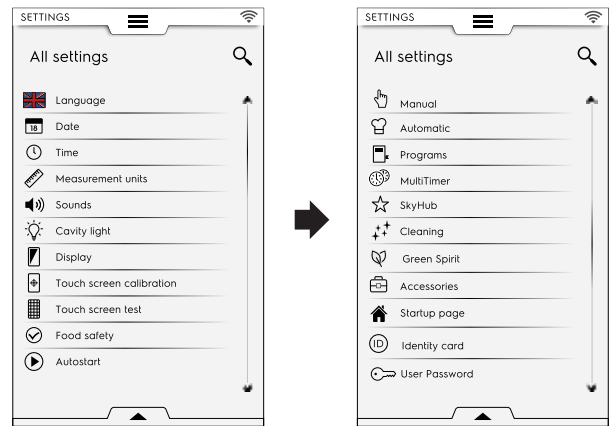 SETTINGS
All settings
Language
18 Date
Time
Measurement units
Sounds
Cavity light
Display
Touch screen calibration
Touch screen test
Food safety
Autostart
SETTINGS
All settings
Manual
Automatic
Programs
MultiTimer
SkyHub
Cleaning
Green Spirit
Accessories
Startup page
ID Identity card
User Password